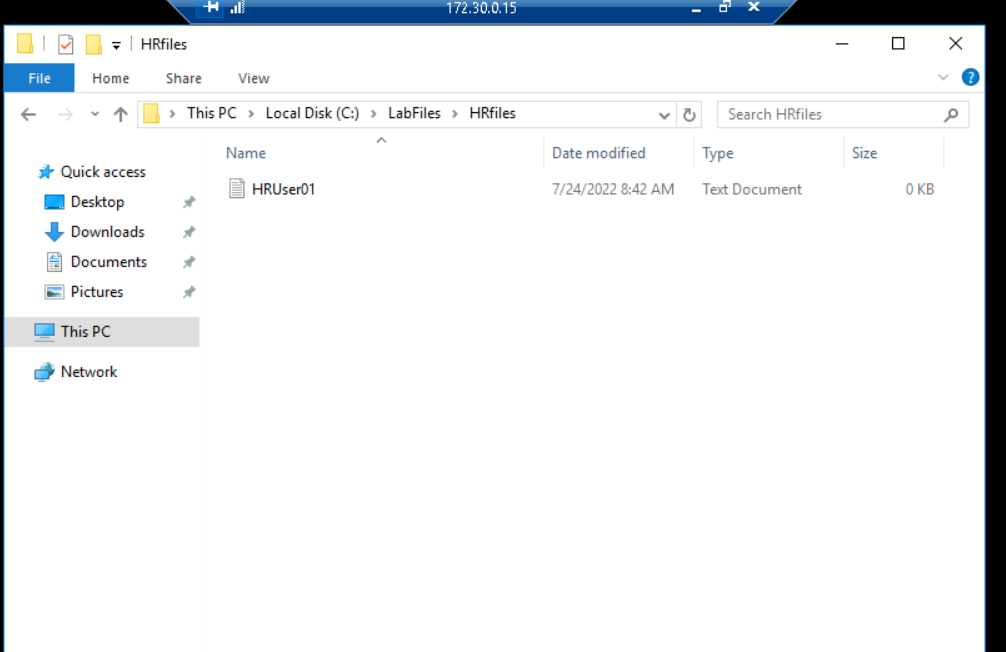 172.30.0.15
HRfiles
File Home Share View
This PC > Local Disk (C:) > LabFiles > HRfiles
Search HRfiles
Name Date modified Type Size
Quick access
HRUser01 7/24/2022 8:42 AM Text Document 0 KB
Desktop
Downloads
Documents
Pictures
This PC
Network